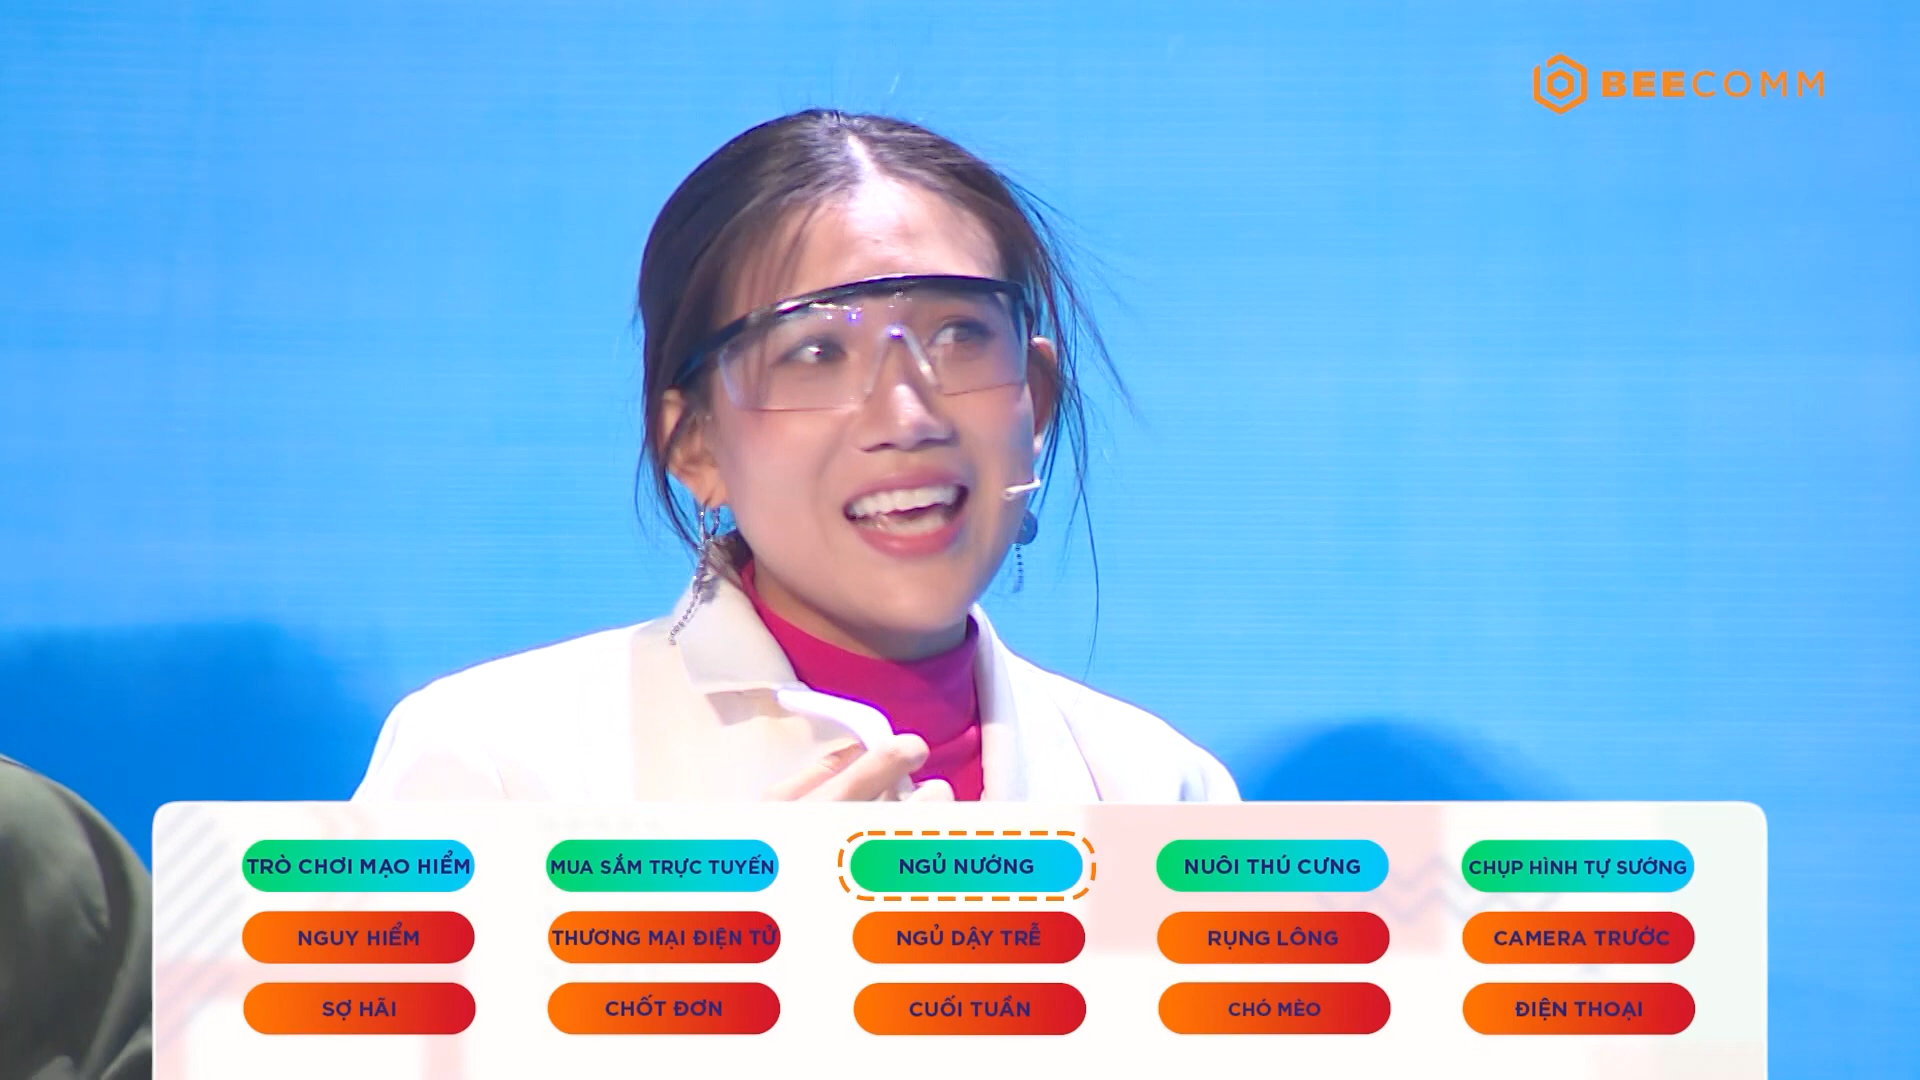 BEECOMM
TRÒ CHƠI MẠO HIỂM
MUA SẮM TRỰC TUYẾN
NGỦ NƯỚNG
NUÔI THÚ CƯNG
CHỤP HÌNH TỰ SƯỚNG
NGUY HIỂM
THƯƠNG MẠI ĐIỆN TỬ
NGỦ DẬY TRỄ
RỤNG LÔNG
CAMERA TRƯỚC
SỢ HÃI
CHỐT ĐƠN
CUỐI TUẦN
CHÓ MÈO
ĐIỆN THOẠI